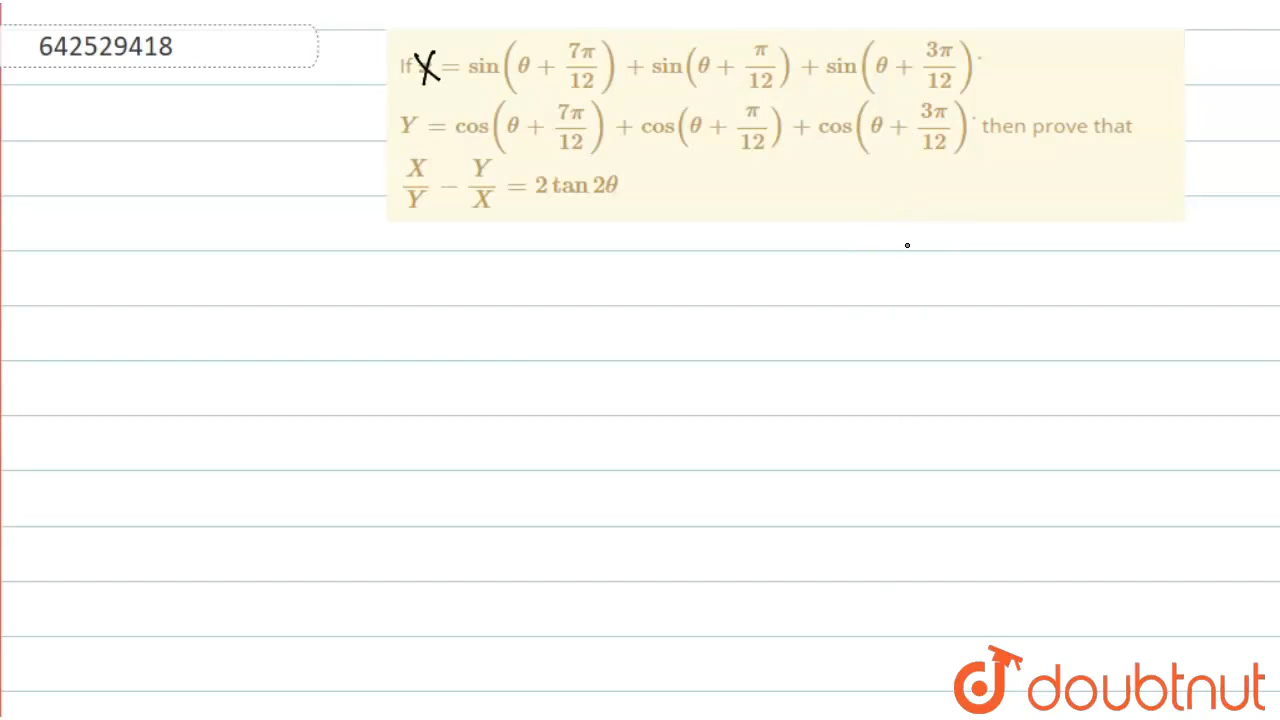 642529418
If X = sin(θ + 7π/12) + sin(θ + π/12) + sin(θ + 3π/12)˙
Y = cos(θ + 7π/12) + cos(θ + π/12) + cos(θ + 3π/12)˙ then prove that
X/Y − Y/X = 2 tan 2θ
doubtnut